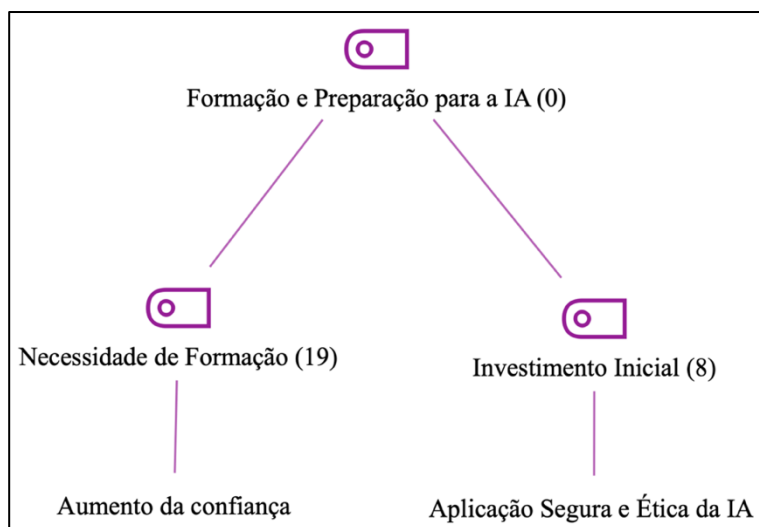 Formação e Preparação para a IA (0)
Necessidade de Formação (19)
Investimento Inicial (8)
Aumento da confiança
Aplicação Segura e Ética da IA